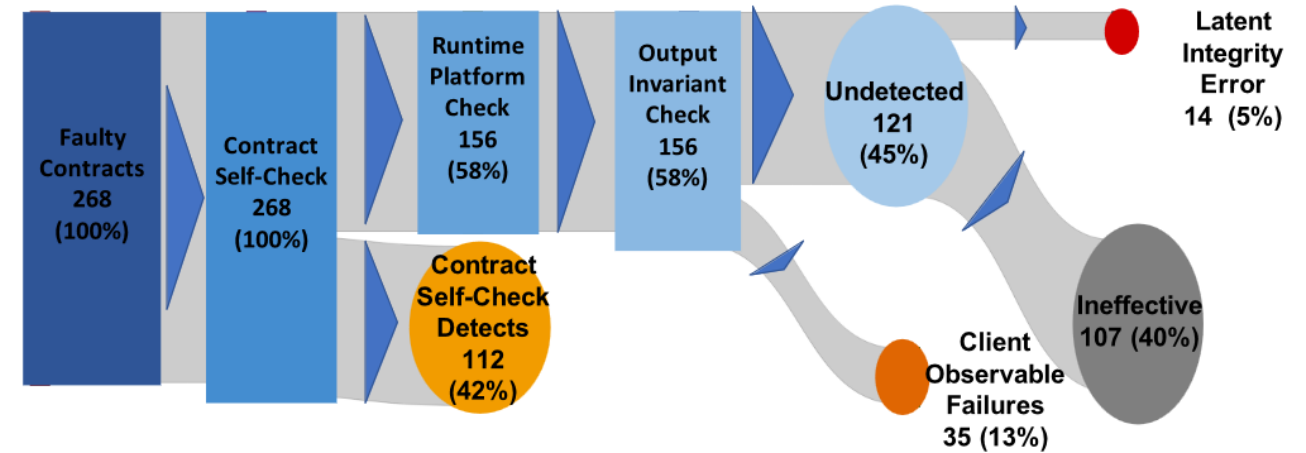 Faulty
Contracts
268
(100%)
Contract
Self-Check
268
(100%)
Runtime
Platform
Check
156
(58%)
Contract
Self-Check
Detects
112
(42%)
Output
Invariant
Check
156
(58%)
Undetected
121
(45%)
Client
Observable
Failures
35 (13%)
Latent
Integrity
Error
14 (5%)
Ineffective
107 (40%)